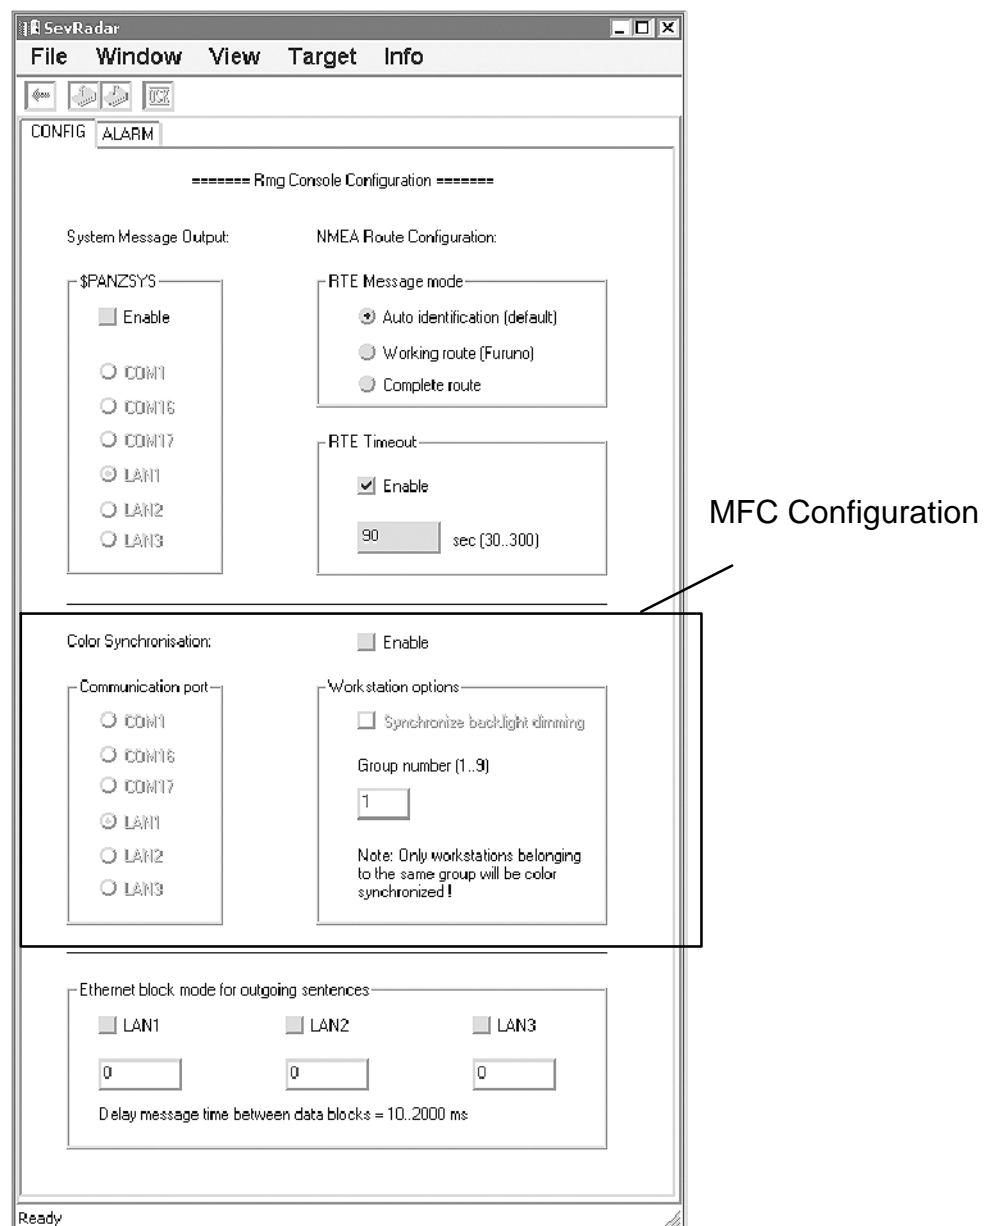 SevRadar
File Window View Target Info
CONFIG ALARM
======= Rmg Console Configuration =======
System Message Output:
NMEA Route Configuration:
$PANZSYS
Enable
COM1
COM16
COM17
LAN1
LAN2
LAN3
RTE Message mode
Auto identification (default)
Working route (Furuno)
Complete route
RTE Timeout
Enable
90 sec (30..300)
MFC Configuration
Color Synchronisation:
Enable
Communication port
COM1
COM16
COM17
LAN1
LAN2
LAN3
Workstation options
Synchronize backlight dimming
Group number (1..9)
1
Note: Only workstations belonging
to the same group will be color
synchronized !
Ethernet block mode for outgoing sentences
LAN1 LAN2 LAN3
0 0 0
Delay message time between data blocks = 10..2000 ms
Ready